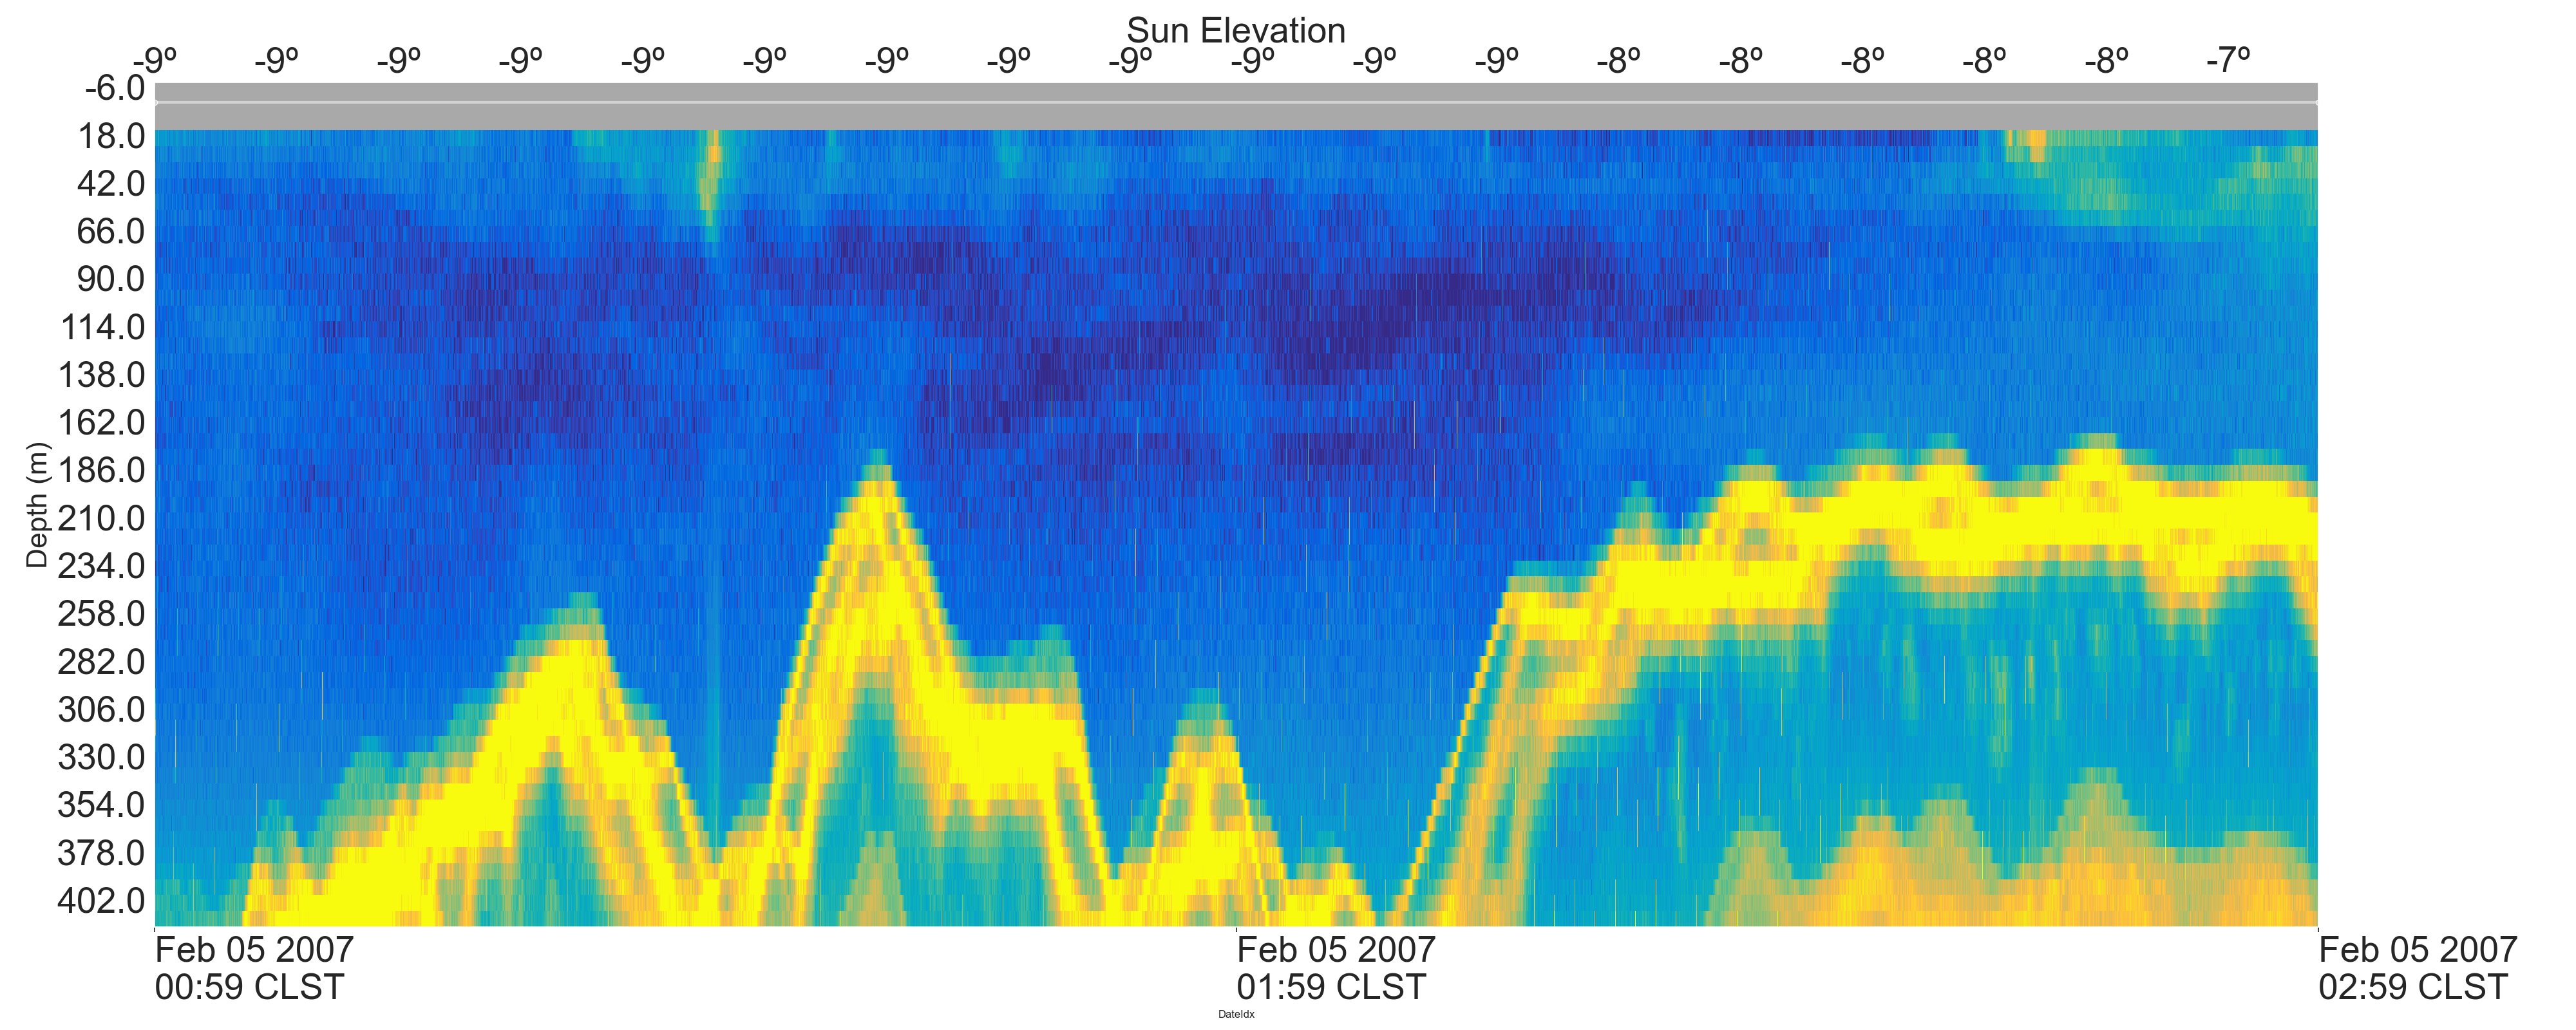 Sun Elevation
-9º -9º -9º -9º -9º -9º -9º -9º -9º -9º -9º -9º -8º -8º -8º -8º -8º -7º
Depth (m)
-6.0
18.0
42.0
66.0
90.0
114.0
138.0
162.0
186.0
210.0
234.0
258.0
282.0
306.0
330.0
354.0
378.0
402.0
Feb 05 2007
00:59 CLST
Feb 05 2007
01:59 CLST
Feb 05 2007
02:59 CLST
DateIdx